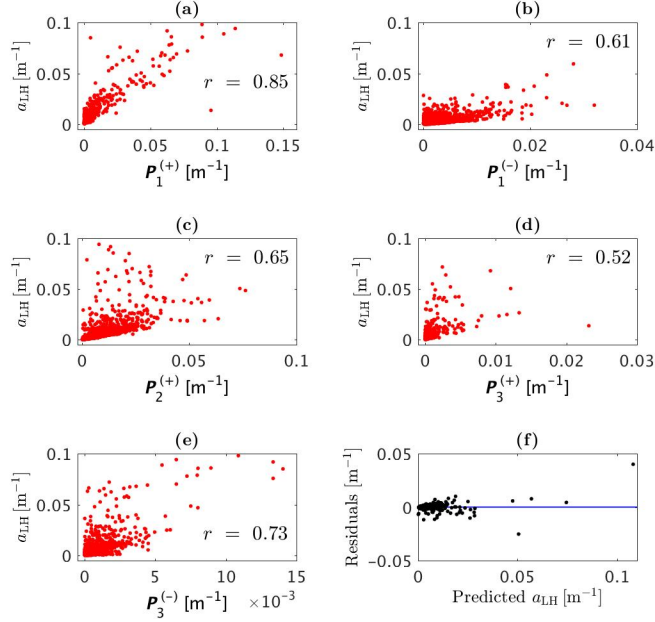 (a)
a_LH [m⁻¹]
0.1
0.05
0
r = 0.85
0 0.05 0.1 0.15
P₁⁽⁺⁾ [m⁻¹]
(b)
a_LH [m⁻¹]
0.1
0.05
0
r = 0.61
0 0.02 0.04
P₁⁽⁻⁾ [m⁻¹]
(c)
a_LH [m⁻¹]
0.1
0.05
0
r = 0.65
0 0.05 0.1
P₂⁽⁺⁾ [m⁻¹]
(d)
a_LH [m⁻¹]
0.1
0.05
0
r = 0.52
0 0.01 0.02 0.03
P₃⁽⁺⁾ [m⁻¹]
(e)
a_LH [m⁻¹]
0.1
0.05
0
r = 0.73
0 5 10 15
P₃⁽⁻⁾ [m⁻¹] ×10⁻³
(f)
Residuals [m⁻¹]
0.05
0
−0.05
0 0.05 0.1
Predicted a_LH [m⁻¹]